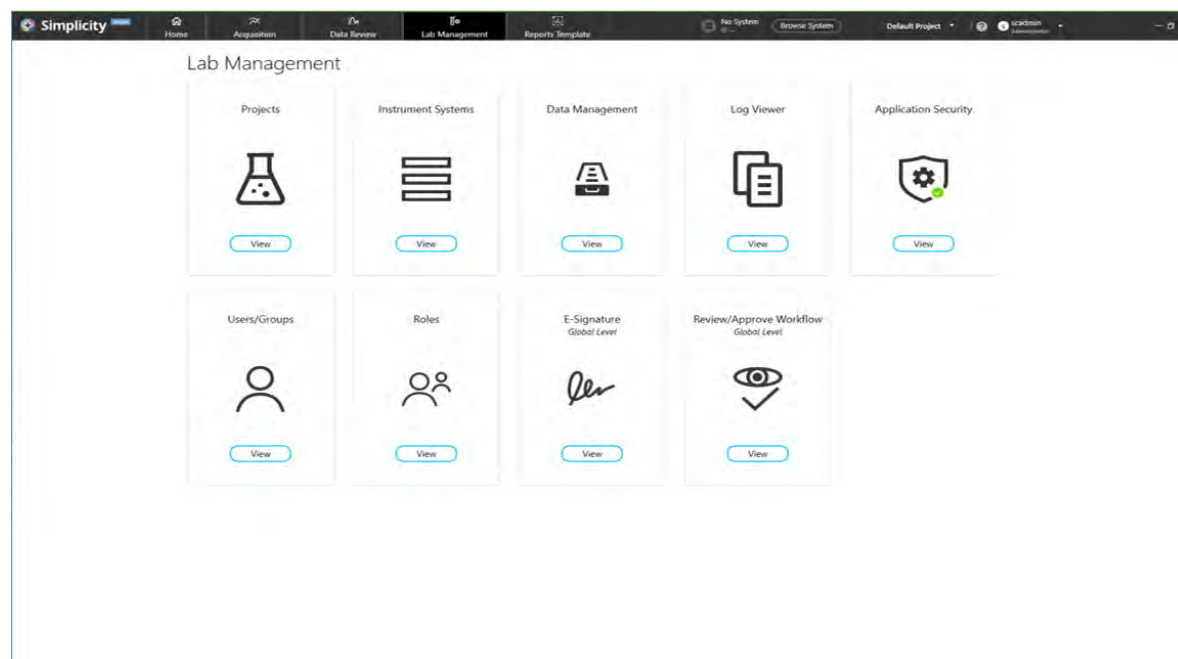 Simplicity
Home
Acquisition
Data Review
Lab Management
Reports Template
No System
Browse System
Default Project
scadmin
Administrator
Lab Management
Projects
Instrument Systems
Data Management
Log Viewer
Application Security
View
View
View
View
View
Users/Groups
Roles
E-Signature
Global Level
Review/Approve Workflow
Global Level
View
View
View
View